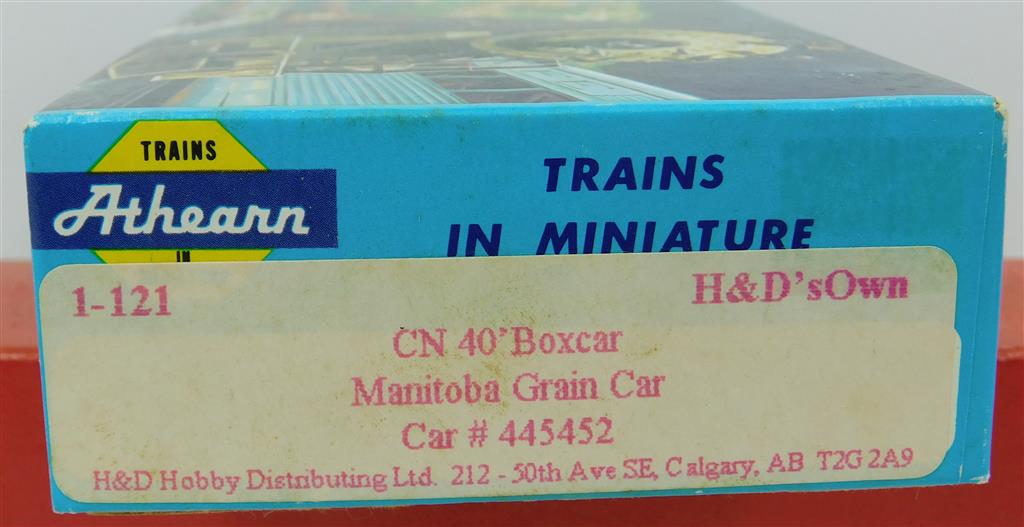 TRAINS
Athearn
IN
TRAINS
IN MINIATURE
1-121
H&D'sOwn
CN 40'Boxcar
Manitoba Grain Car
Car # 445452
H&D Hobby Distributing Ltd. 212 - 50th Ave SE, Calgary, AB T2G 2A9